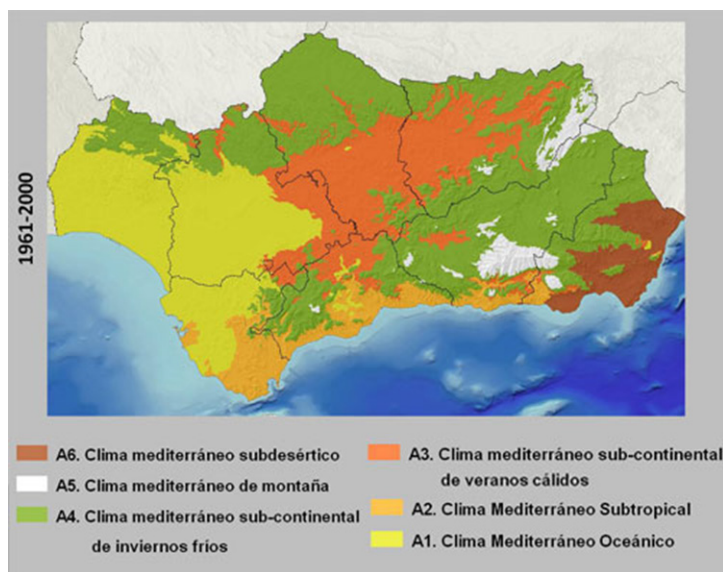 1961-2000
A6. Clima mediterráneo subdesértico
A5. Clima mediterráneo de montaña
A4. Clima mediterráneo sub-continental
de inviernos fríos
A3. Clima mediterráneo sub-continental
de veranos cálidos
A2. Clima Mediterráneo Subtropical
A1. Clima Mediterráneo Oceánico